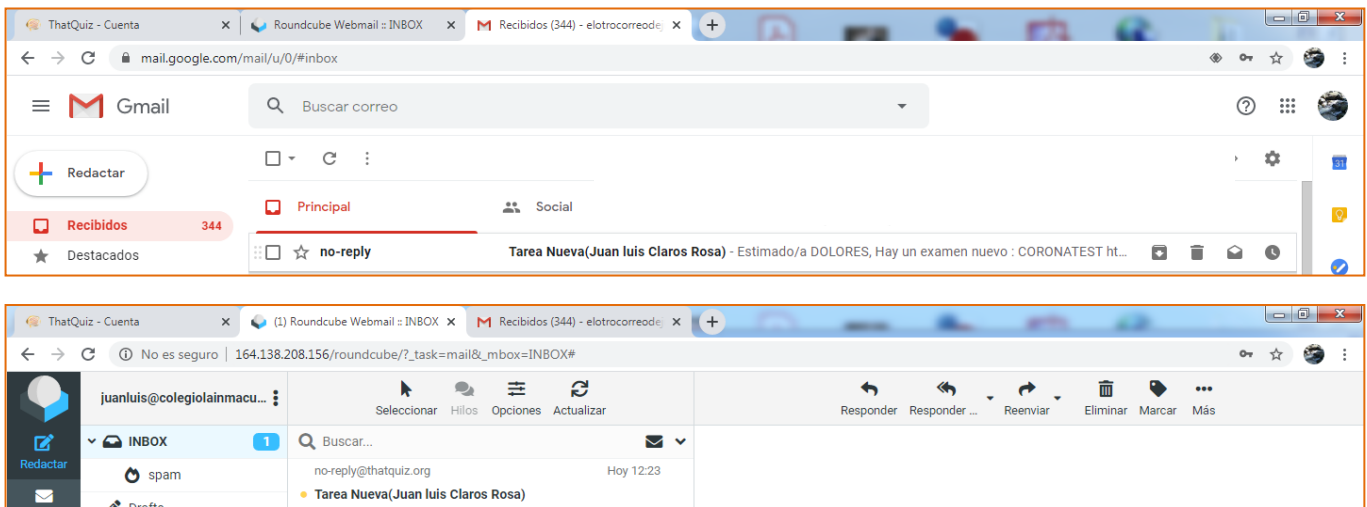 ThatQuiz - Cuenta Roundcube Webmail :: INBOX Recibidos (344) - elotrocorreode
mail.google.com/mail/u/0/#inbox
Gmail Buscar correo
Redactar
31
Principal Social
Recibidos 344
no-reply Tarea Nueva(Juan luis Claros Rosa) - Estimado/a DOLORES, Hay un examen nuevo : CORONATEST ht...
Destacados
ThatQuiz - Cuenta (1) Roundcube Webmail :: INBOX Recibidos (344) - elotrocorreode
No es seguro | 164.138.208.156/roundcube/?_task=mail&_mbox=INBOX#
juanluis@colegiolainmacu...
Seleccionar Hilos Opciones Actualizar Responder Responder ... Reenviar Eliminar Marcar Más
INBOX 1 Buscar...
Redactar
spam no-reply@thatquiz.org Hoy 12:23
Tarea Nueva(Juan luis Claros Rosa)